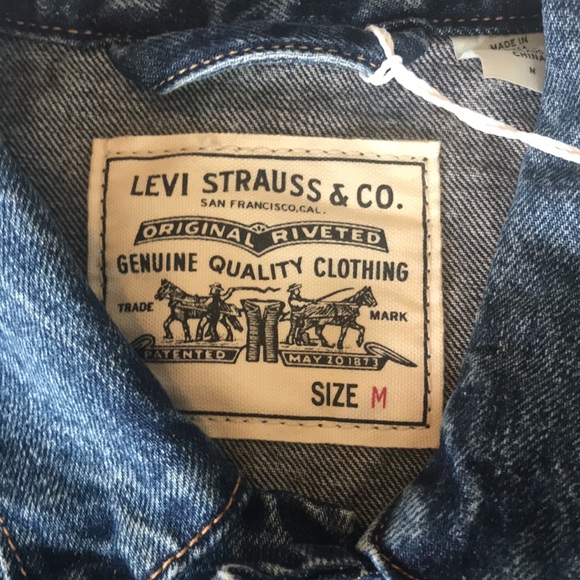 MADE IN
CHINA
M
LEVI STRAUSS & CO.
SAN FRANCISCO, CAL.
ORIGINAL RIVETED
GENUINE QUALITY CLOTHING
TRADE MARK
PATENTED MAY 20 1873
SIZE M